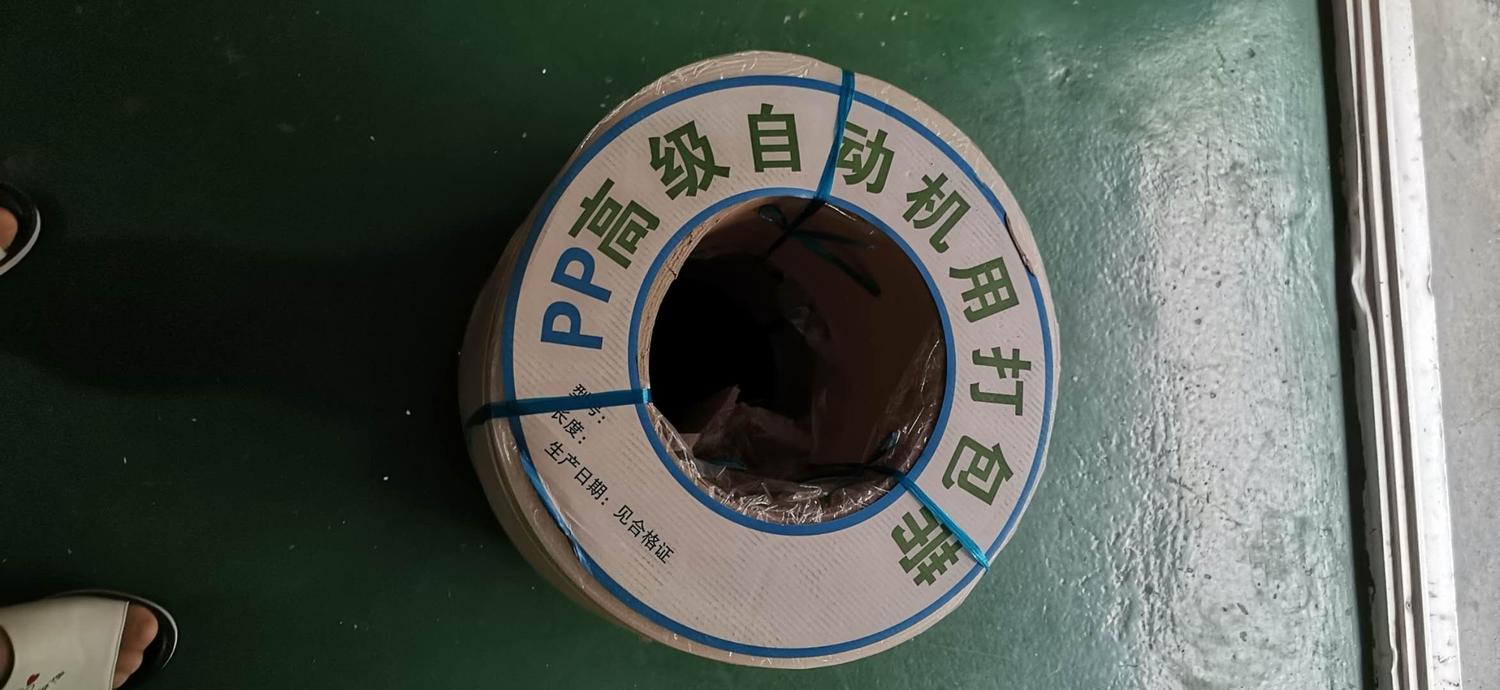 PP高级自动机用打包带
型号：
长度：
生产日期：见合格证